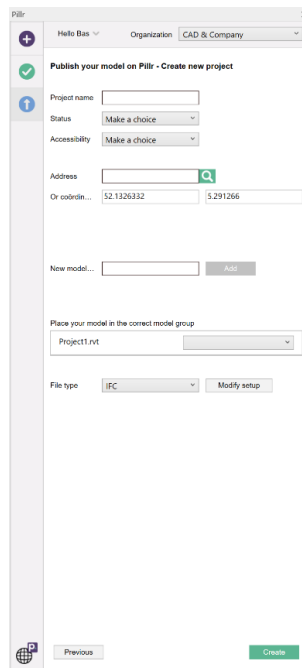 Pillr
Hello Bas
Organization
CAD & Company
Publish your model on Pillr - Create new project
Project name
Status
Make a choice
Accessibility
Make a choice
Address
Or coördin...
52.1326332
5.291266
New model...
Add
Place your model in the correct model group
Project1.rvt
File type
IFC
Modify setup
P
Previous
Create